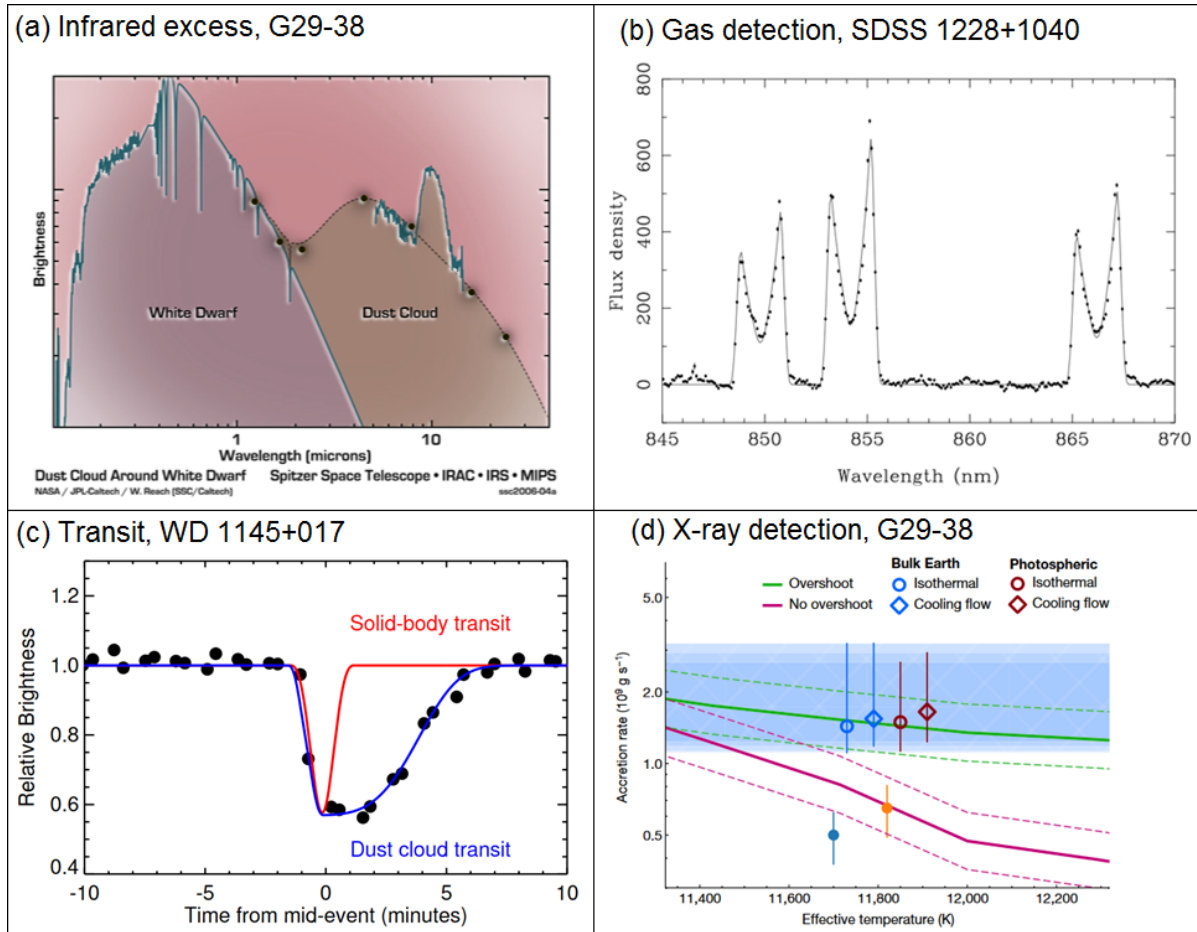 (a) Infrared excess, G29-38
Brightness
White Dwarf
Dust Cloud
1
10
Wavelength (microns)
Dust Cloud Around White Dwarf
Spitzer Space Telescope • IRAC • IRS • MIPS
NASA / JPL-Caltech / W. Reach (SSC/Caltech)
ssc2006-04a
(b) Gas detection, SDSS 1228+1040
Flux density
800
600
400
200
0
845 850 855 860 865 870
Wavelength (nm)
(c) Transit, WD 1145+017
Relative Brightness
1.2
1.0
0.8
0.6
0.4
Solid-body transit
Dust cloud transit
-10 -5 0 5 10
Time from mid-event (minutes)
(d) X-ray detection, G29-38
Overshoot
No overshoot
Bulk Earth
Isothermal
Cooling flow
Photospheric
Isothermal
Cooling flow
Accretion rate (10⁹ g s⁻¹)
5.0
2.0
1.0
0.5
11,400 11,600 11,800 12,000 12,200
Effective temperature (K)